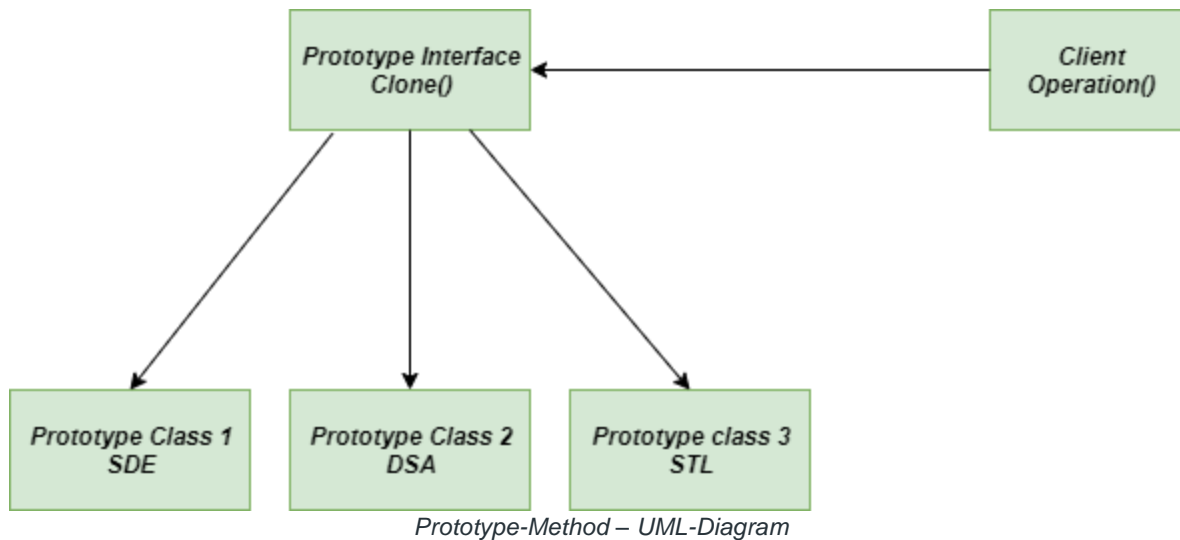 Prototype Interface
Clone()
Client
Operation()
Prototype Class 1
SDE
Prototype Class 2
DSA
Prototype class 3
STL
Prototype-Method – UML-Diagram